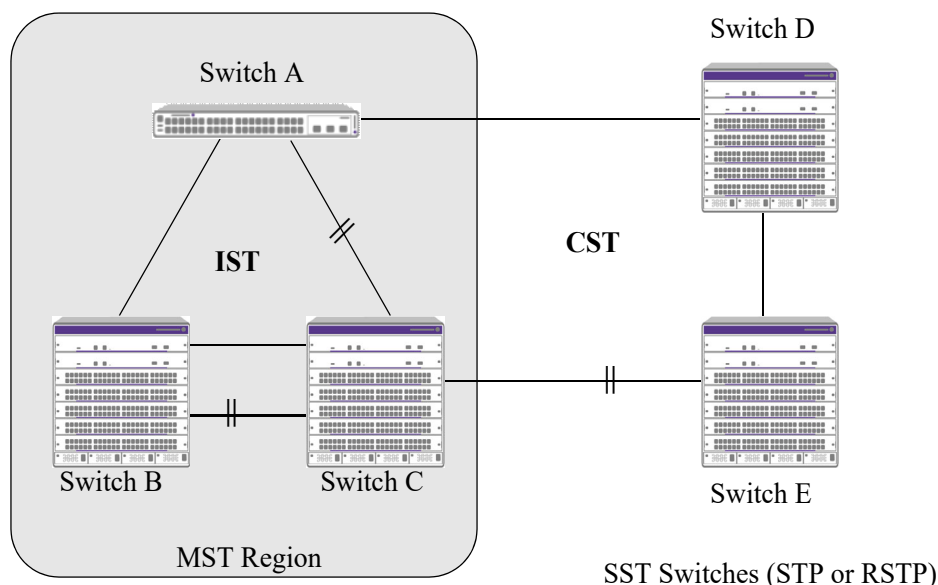 Switch D
Switch A
IST
CST
Switch B
Switch C
Switch E
MST Region
SST Switches (STP or RSTP)